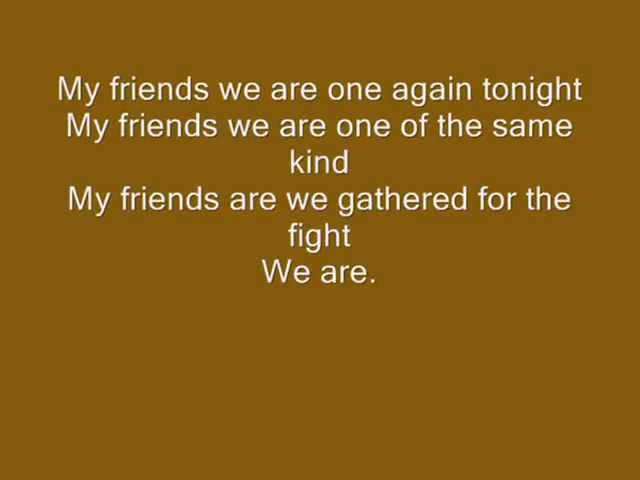 My friends we are one again tonight
My friends we are one of the same
kind
My friends are we gathered for the
fight
We are.